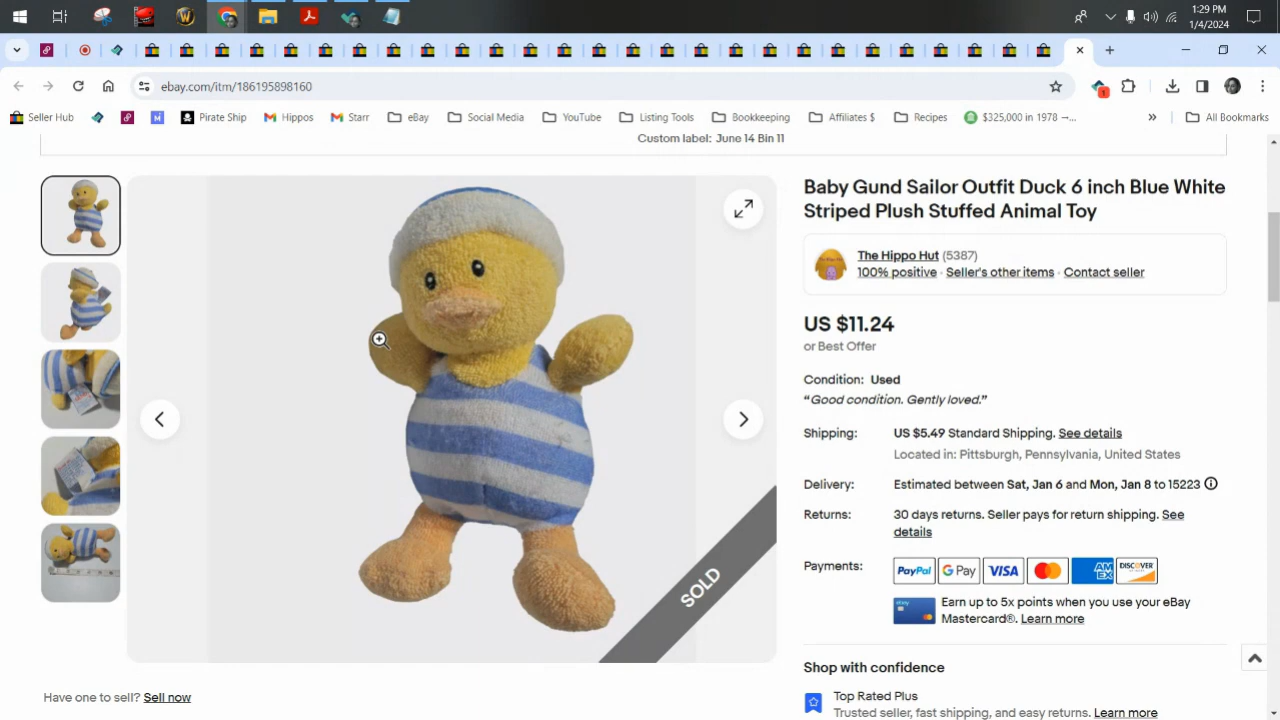 1:29 PM
1/4/2024
ebay.com/itm/186195898160
1
Seller Hub
Pirate Ship
Hippos
Starr
eBay
Social Media
YouTube
Listing Tools
Bookkeeping
Affiliates $
Recipes
$325,000 in 1978 →...
»
All Bookmarks
Custom label: June 14 Bin 11
Baby Gund Sailor Outfit Duck 6 inch Blue White
Striped Plush Stuffed Animal Toy
The Hippo Hut (5387)
100% positive · Seller's other items · Contact seller
US $11.24
or Best Offer
Condition: Used
“Good condition. Gently loved.”
Shipping: US $5.49 Standard Shipping. See details
Located in: Pittsburgh, Pennsylvania, United States
Delivery: Estimated between Sat, Jan 6 and Mon, Jan 8 to 15223
Returns: 30 days returns. Seller pays for return shipping. See
details
Payments: PayPal G Pay VISA AM EX DISCOVER
ebay
Earn up to 5x points when you use your eBay
Mastercard®. Learn more
SOLD
Shop with confidence
Top Rated Plus
Trusted seller, fast shipping, and easy returns. Learn more
Have one to sell? Sell now